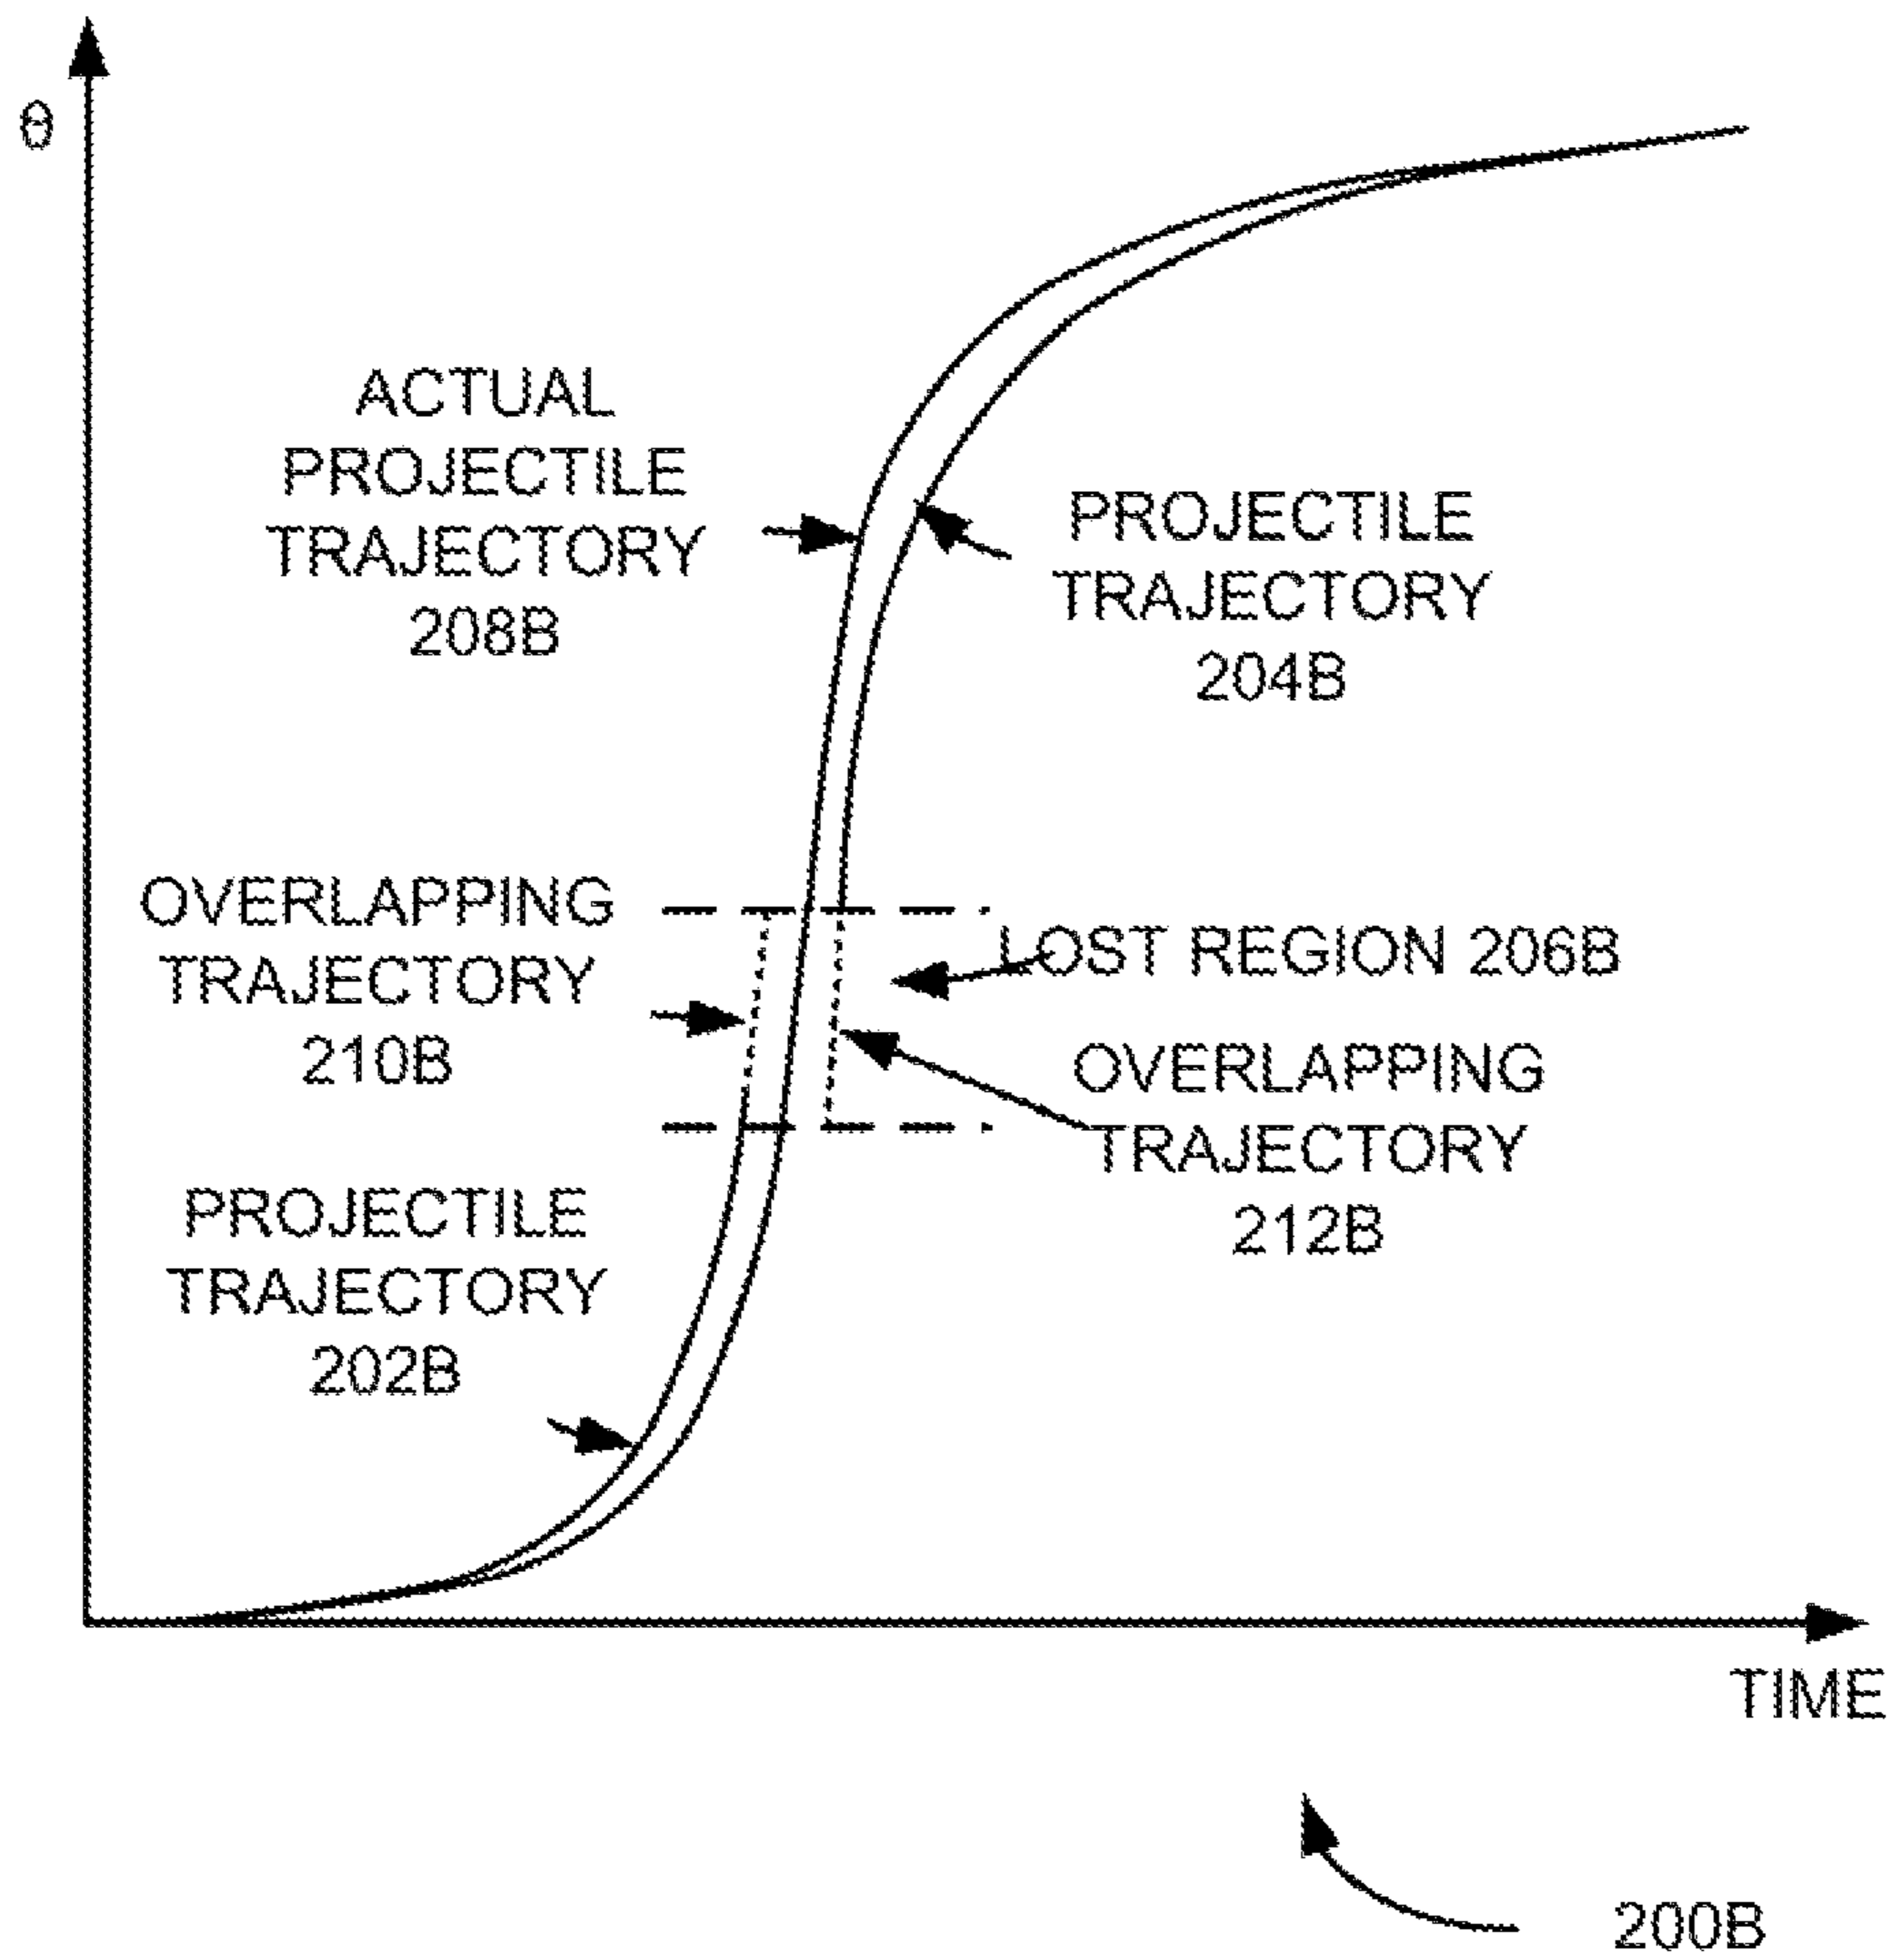 θ
ACTUAL
PROJECTILE
TRAJECTORY
208B
PROJECTILE
TRAJECTORY
204B
OVERLAPPING
TRAJECTORY
210B
LOST REGION 206B
OVERLAPPING
TRAJECTORY
212B
PROJECTILE
TRAJECTORY
202B
TIME
200B